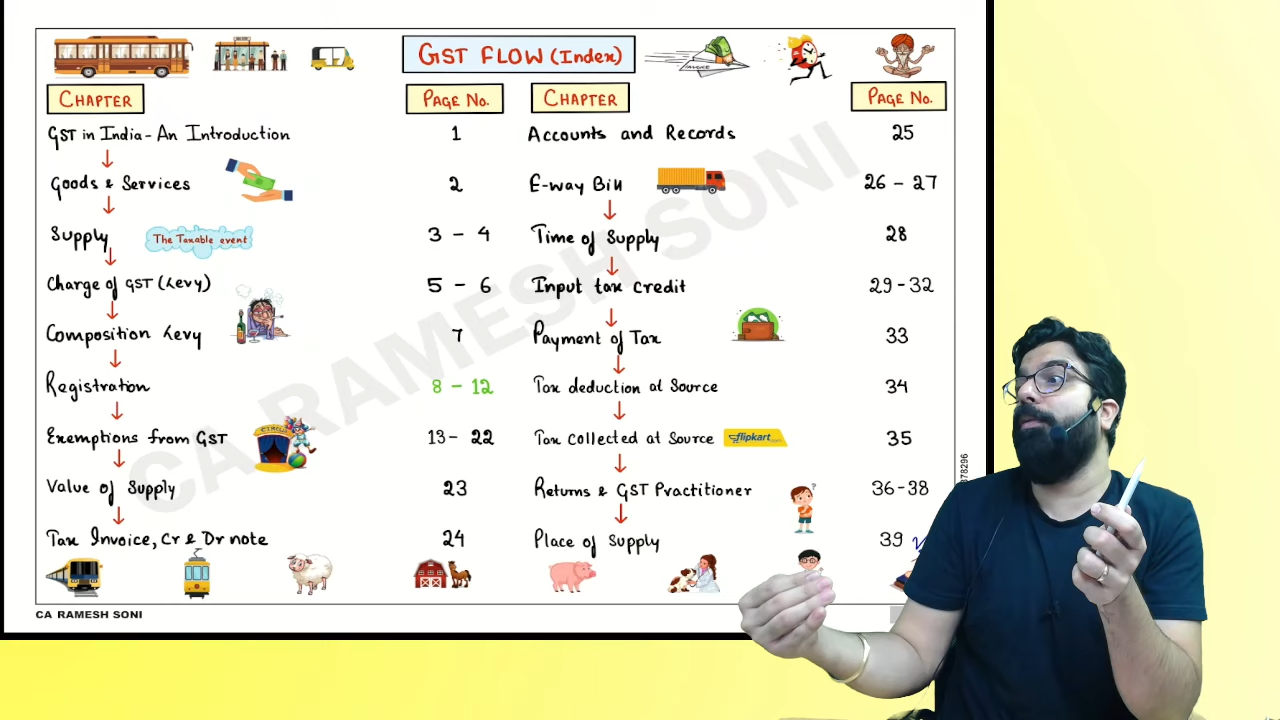 GST FLOW (Index)
CHAPTER PAGE No. CHAPTER PAGE No.
GST in India - An Introduction 1
Goods & Services 2
Supply The Taxable event 3 - 4
Charge of GST (Levy) 5 - 6
Composition Levy 7
Registration 8 - 12
Exemptions from GST CIRCUS 13 - 22
Value of Supply 23
Tax Invoice, Cr & Dr note 24
INVOICE
Accounts and Records 25
E-way Bill 26 - 27
Time of Supply 28
Input tax credit 29 - 32
Payment of Tax 33
Tax deduction at Source 34
Tax collected at Source flipkart.com 35
Returns & GST Practitioner 36-38
Place of Supply 39
CA RAMESH SONI
CA RAMESH SONI
78296